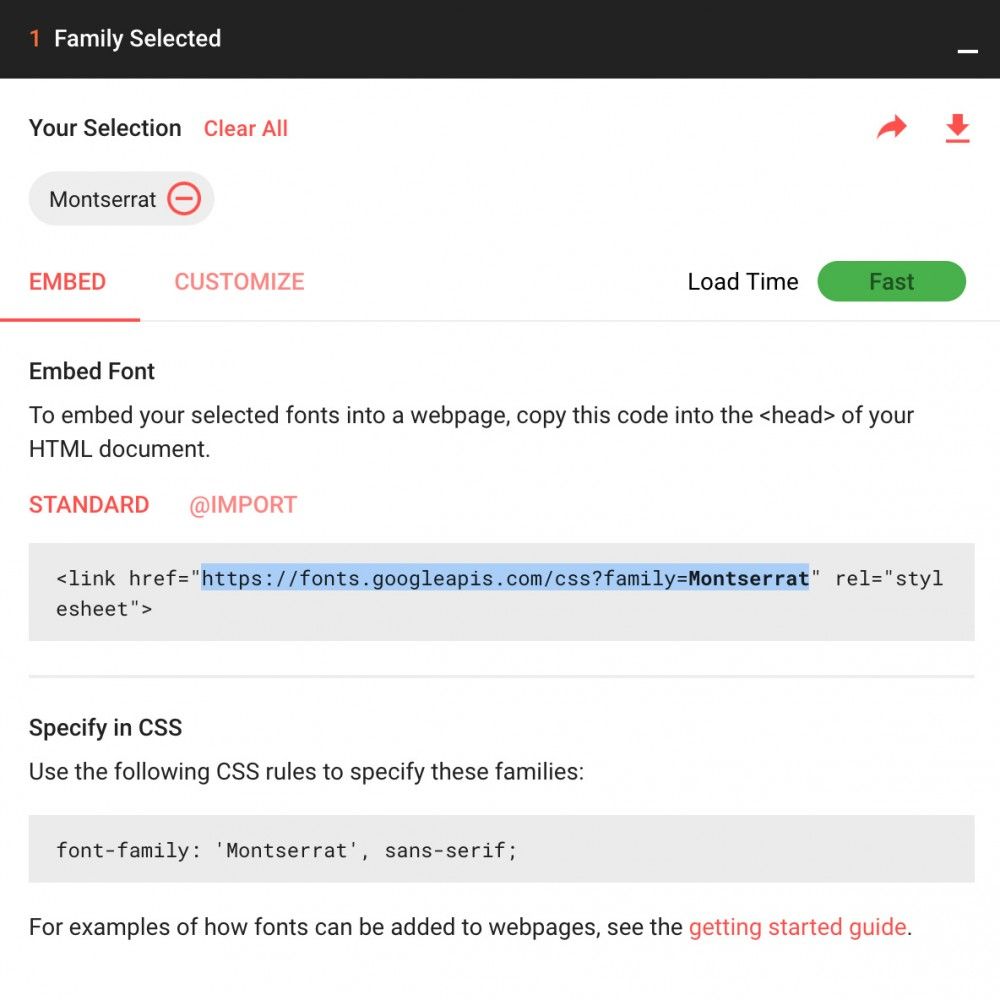 1 Family Selected
Your Selection Clear All
Montserrat
EMBED CUSTOMIZE Load Time Fast
Embed Font
To embed your selected fonts into a webpage, copy this code into the <head> of your
HTML document.
STANDARD @IMPORT
<link href="https://fonts.googleapis.com/css?family=Montserrat" rel="styl
esheet">
Specify in CSS
Use the following CSS rules to specify these families:
font-family: 'Montserrat', sans-serif;
For examples of how fonts can be added to webpages, see the getting started guide.